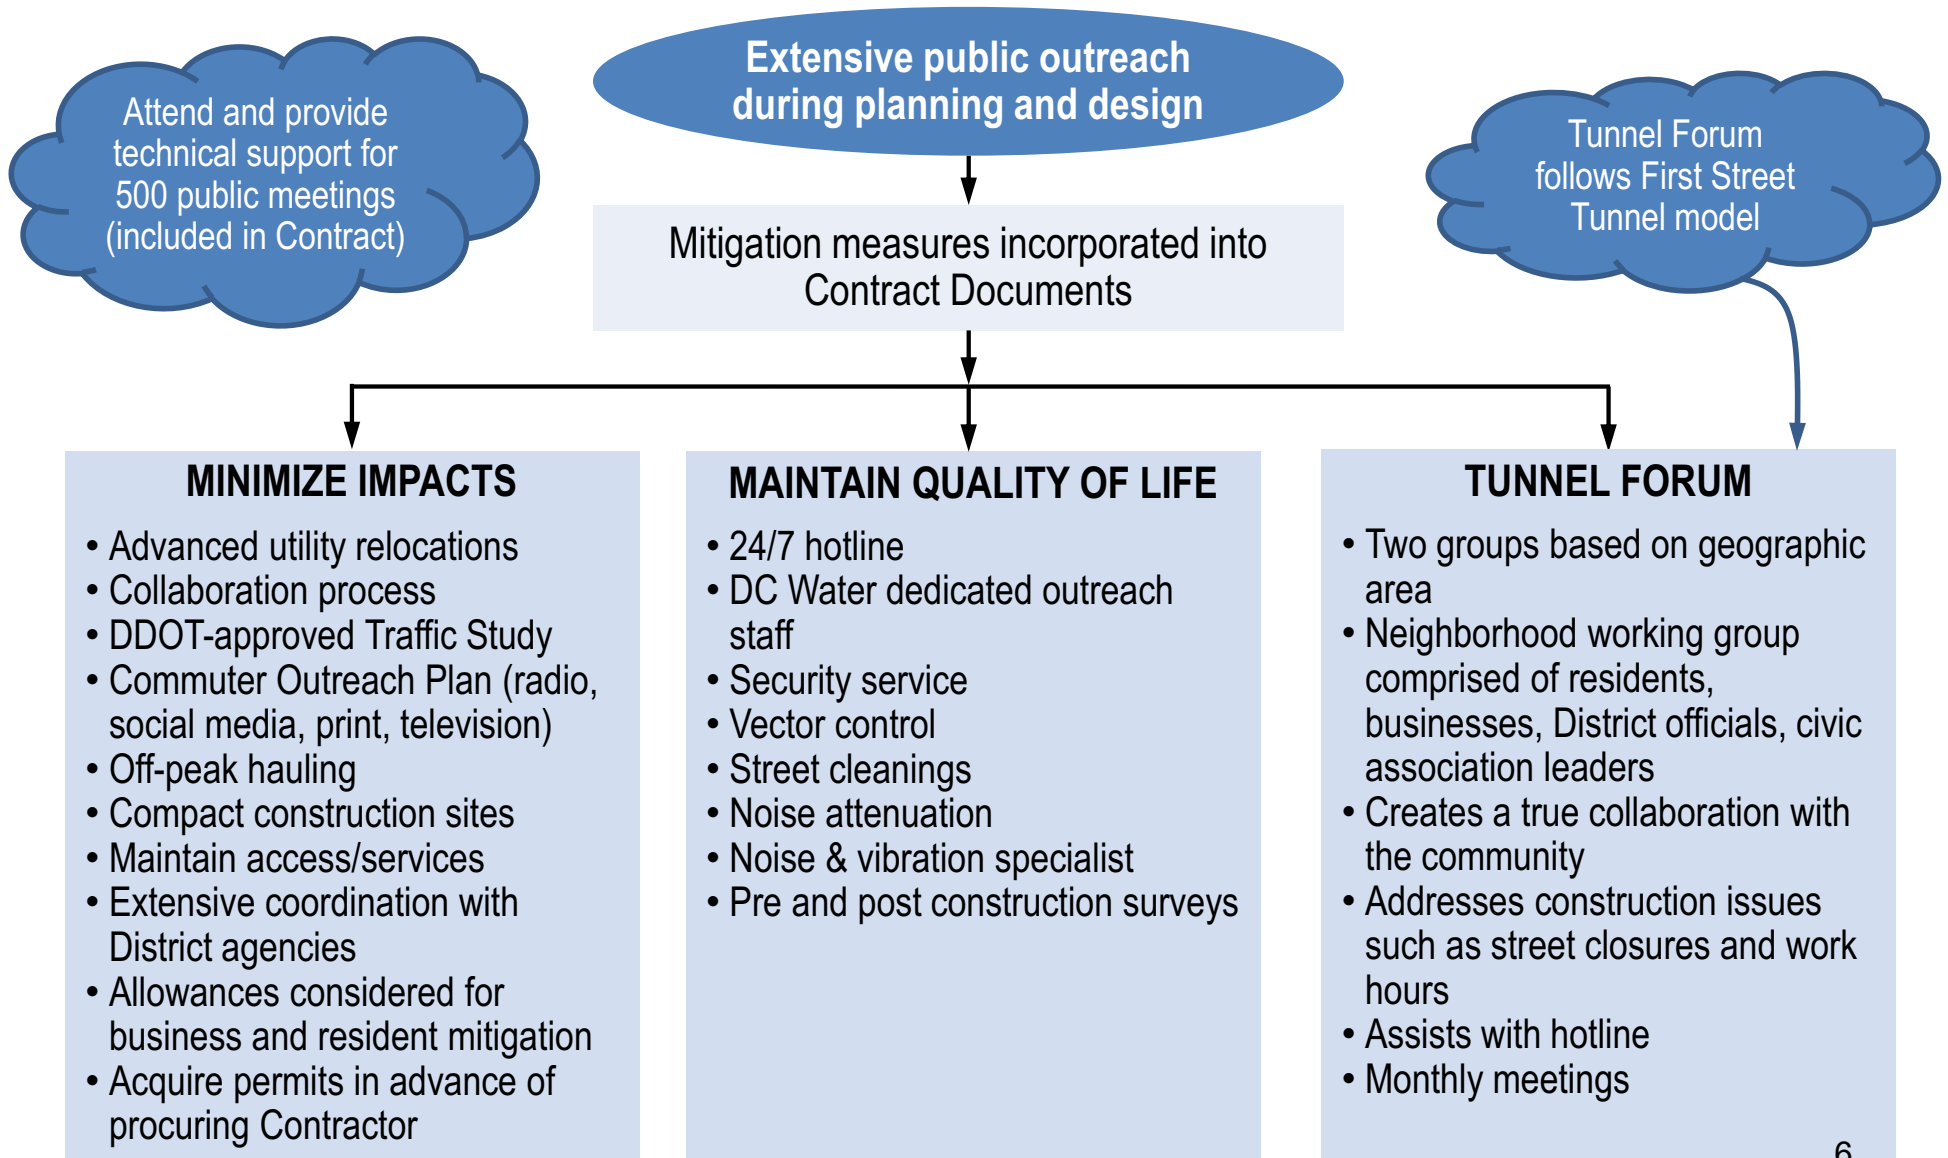 Extensive public outreach
during planning and design
Attend and provide
technical support for
500 public meetings
(included in Contract)
Tunnel Forum
follows First Street
Tunnel model
Mitigation measures incorporated into
Contract Documents
MINIMIZE IMPACTS
• Advanced utility relocations
• Collaboration process
• DDOT-approved Traffic Study
• Commuter Outreach Plan (radio,
social media, print, television)
• Off-peak hauling
• Compact construction sites
• Maintain access/services
• Extensive coordination with
District agencies
• Allowances considered for
business and resident mitigation
• Acquire permits in advance of
procuring Contractor
MAINTAIN QUALITY OF LIFE
• 24/7 hotline
• DC Water dedicated outreach
staff
• Security service
• Vector control
• Street cleanings
• Noise attenuation
• Noise & vibration specialist
• Pre and post construction surveys
TUNNEL FORUM
• Two groups based on geographic
area
• Neighborhood working group
comprised of residents,
businesses, District officials, civic
association leaders
• Creates a true collaboration with
the community
• Addresses construction issues
such as street closures and work
hours
• Assists with hotline
• Monthly meetings
6